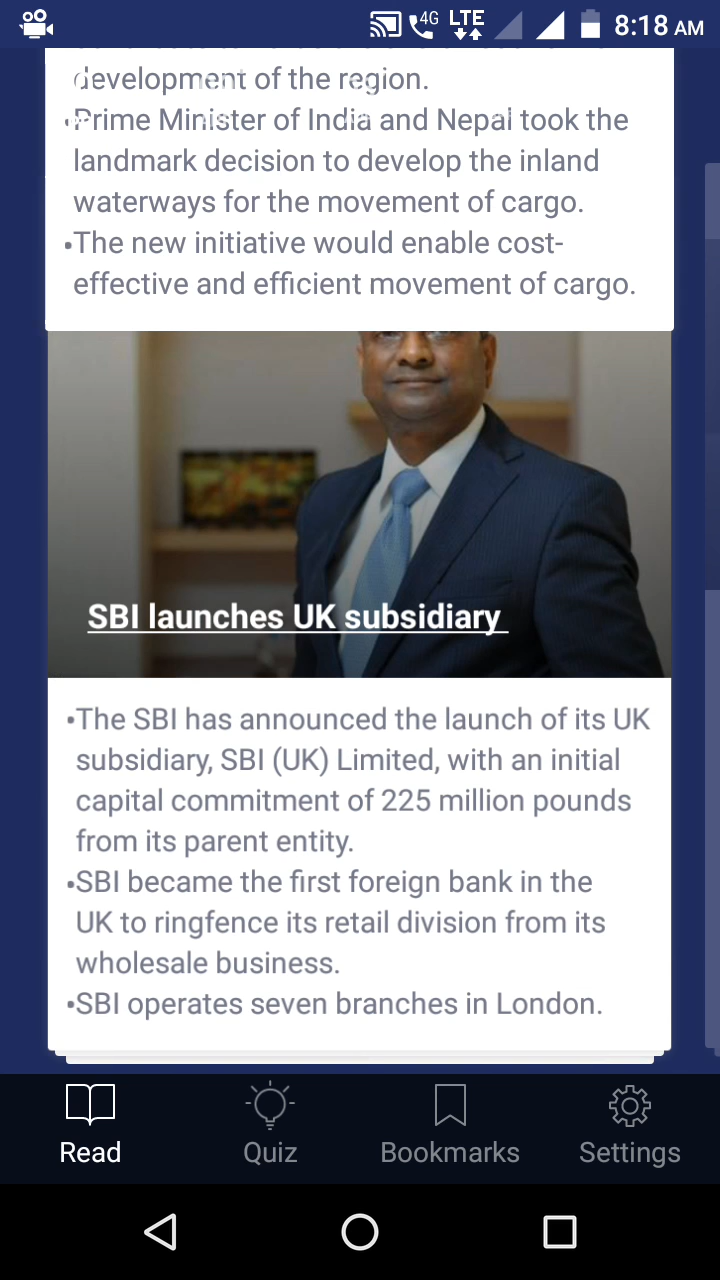 4G LTE 8:18 AM
development of the region.
•Prime Minister of India and Nepal took the
landmark decision to develop the inland
waterways for the movement of cargo.
•The new initiative would enable cost-
effective and efficient movement of cargo.
SBI launches UK subsidiary
•The SBI has announced the launch of its UK
subsidiary, SBI (UK) Limited, with an initial
capital commitment of 225 million pounds
from its parent entity.
•SBI became the first foreign bank in the
UK to ringfence its retail division from its
wholesale business.
•SBI operates seven branches in London.
Read Quiz Bookmarks Settings